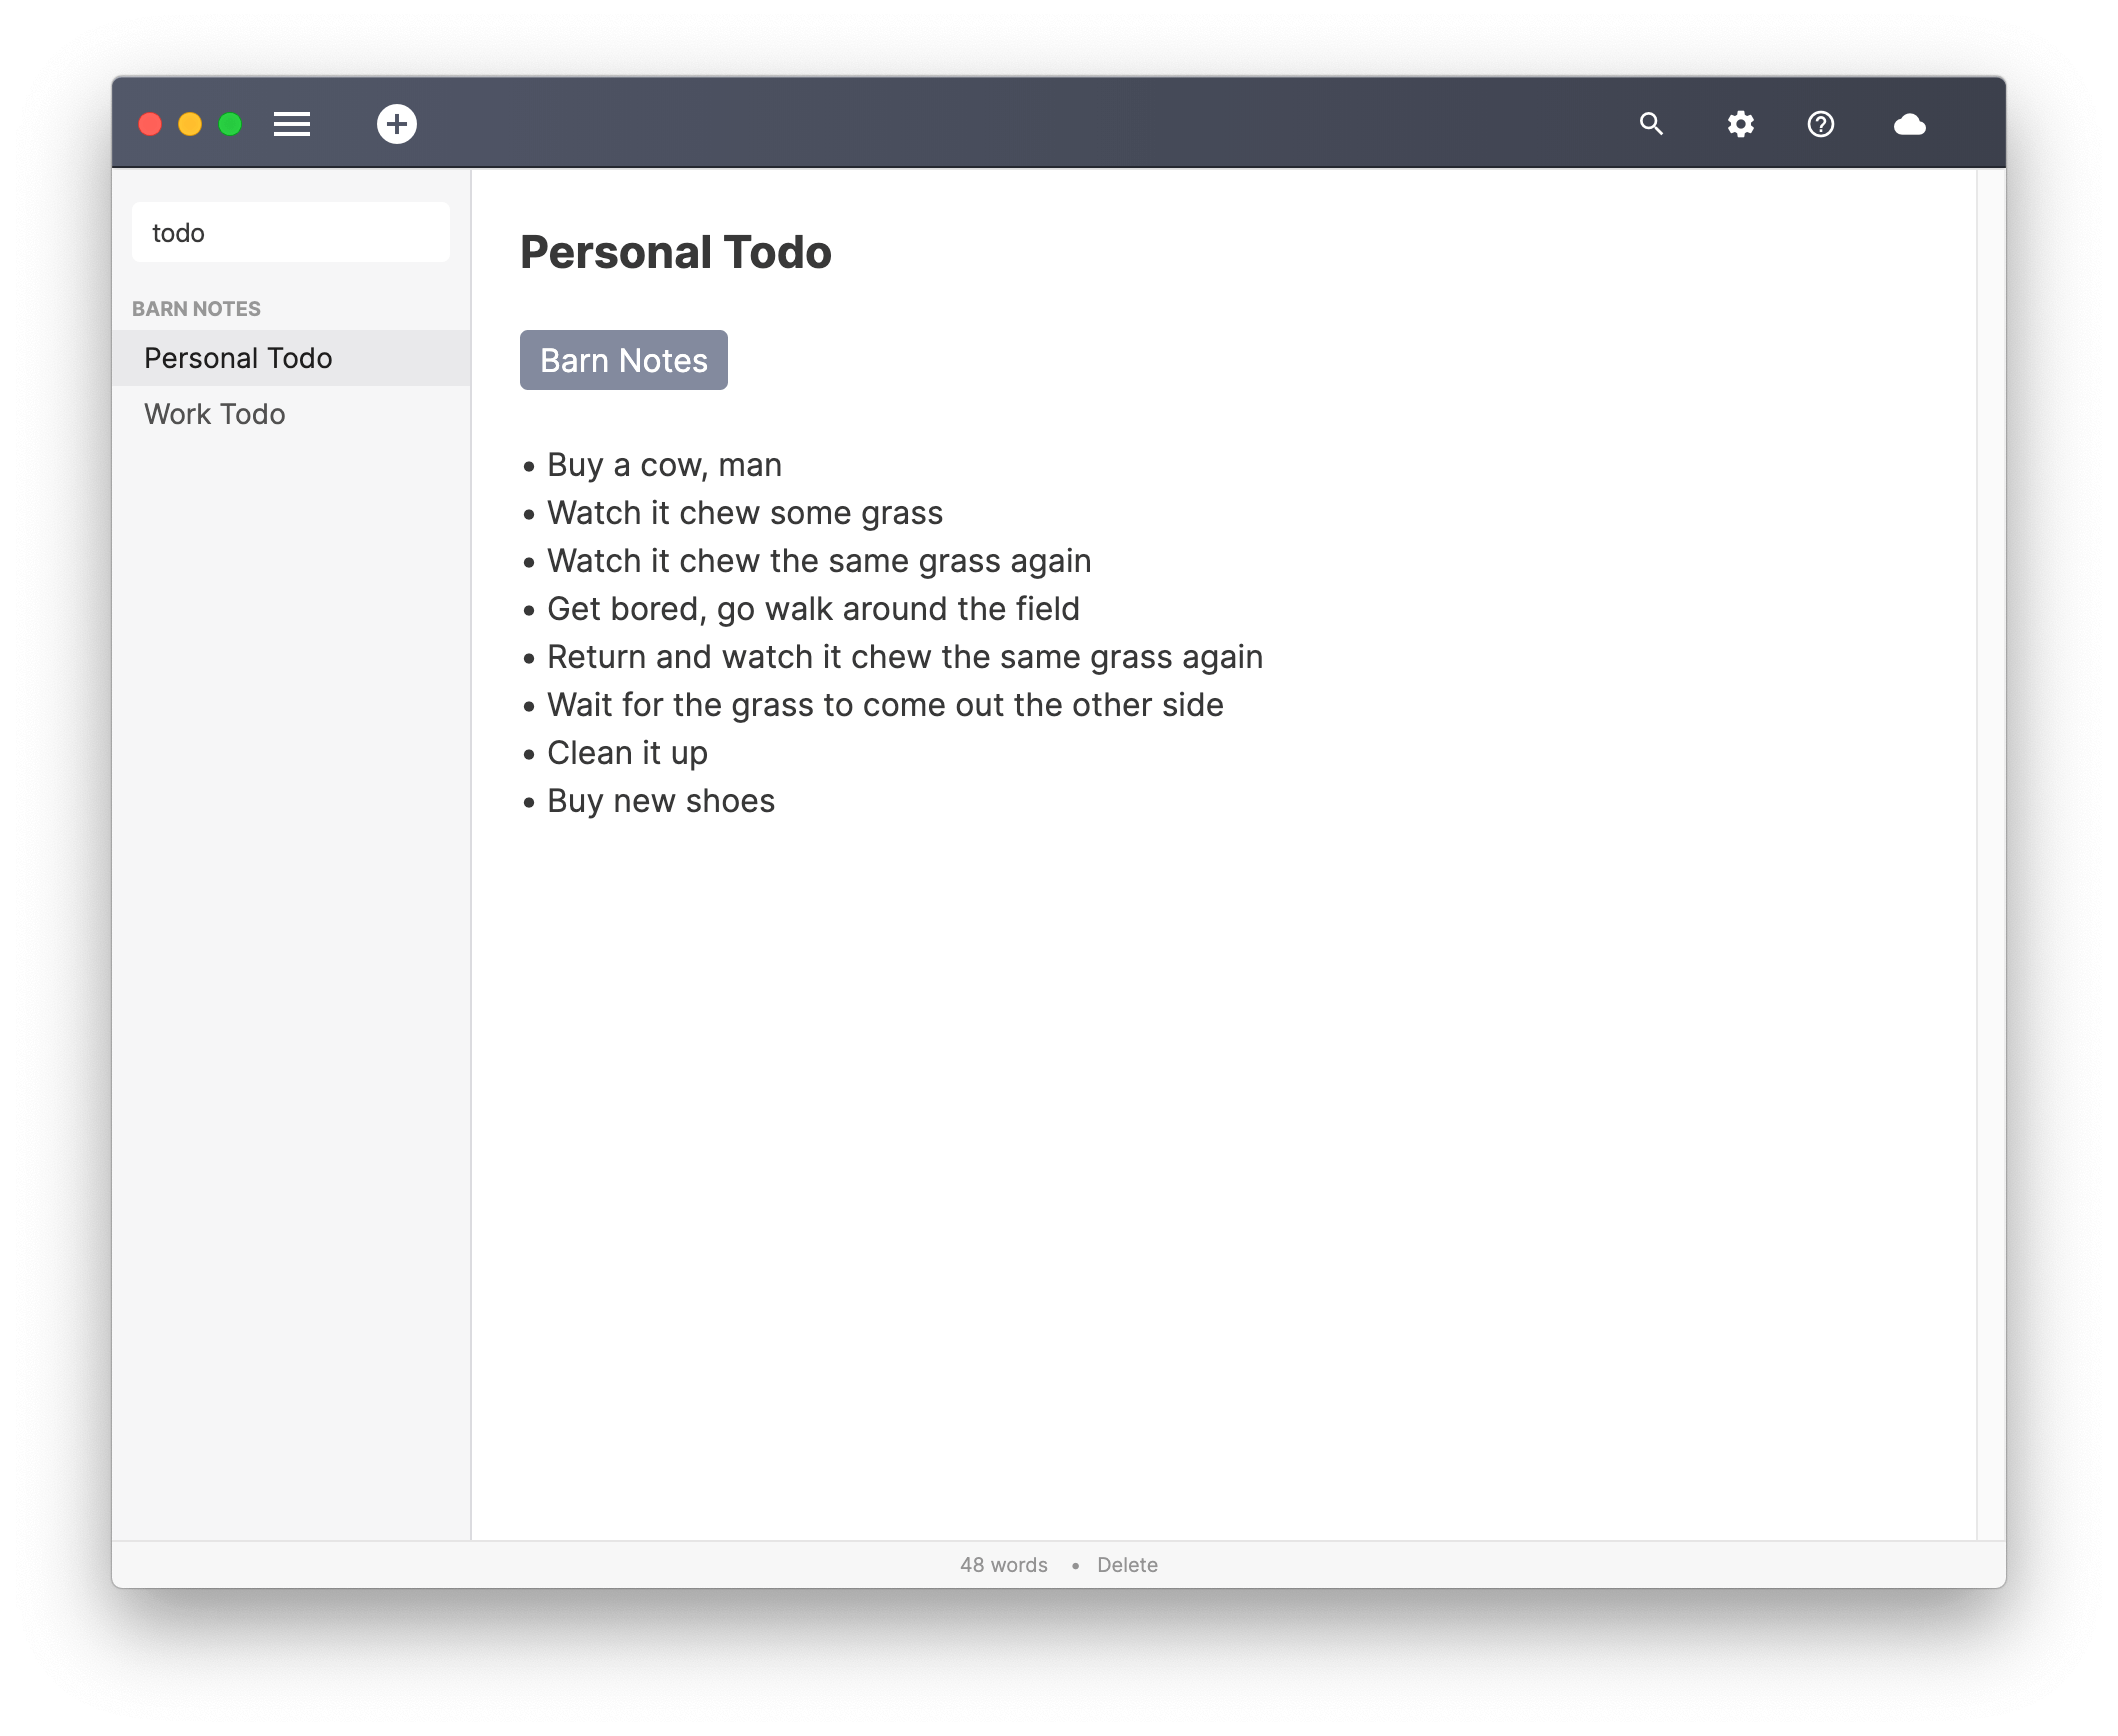 todo
BARN NOTES
Personal Todo
Work Todo
Personal Todo
Barn Notes
• Buy a cow, man
• Watch it chew some grass
• Watch it chew the same grass again
• Get bored, go walk around the field
• Return and watch it chew the same grass again
• Wait for the grass to come out the other side
• Clean it up
• Buy new shoes
48 words • Delete